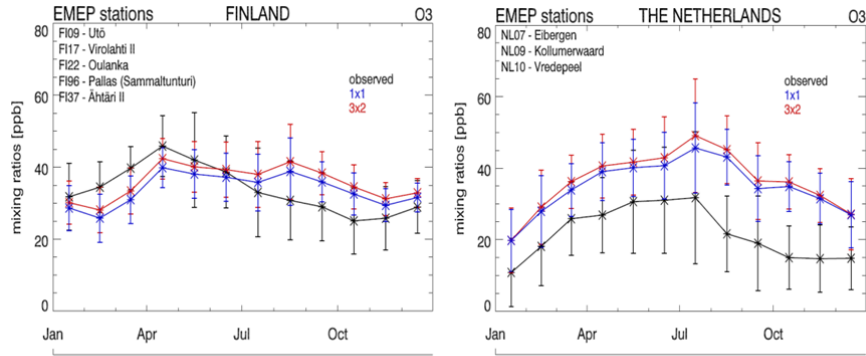 EMEP stations FINLAND O3
FI09 - Utö
FI17 - Virolahti II
FI22 - Oulanka
FI96 - Pallas (Sammaltunturi)
FI37 - Ähtäri II
observed
1x1
3x2
mixing ratios [ppb]
80
60
40
20
0
Jan Apr Jul Oct
EMEP stations THE NETHERLANDS O3
NL07 - Eibergen
NL09 - Kollumerwaard
NL10 - Vredepeel
observed
1x1
3x2
mixing ratios [ppb]
80
60
40
20
0
Jan Apr Jul Oct